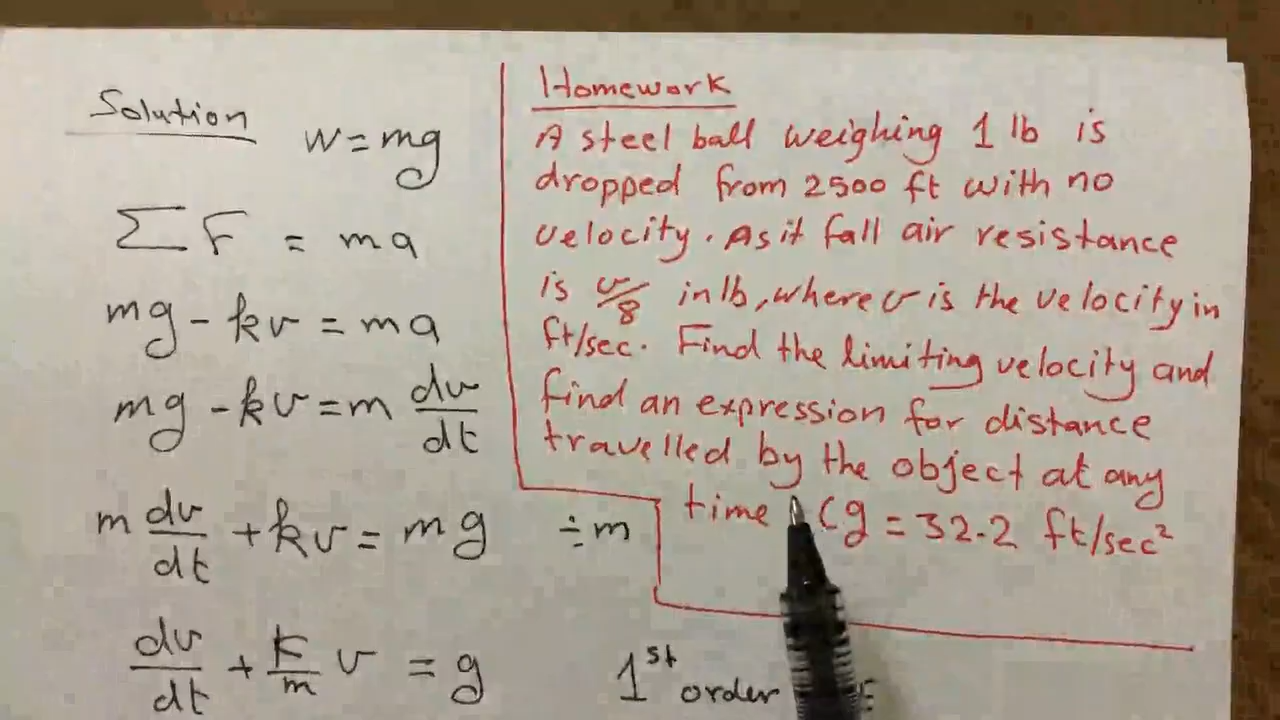 Solution
W = mg
ΣF = ma
mg - kv = ma
mg - kv = m dv/dt
m dv/dt + kv = mg ÷ m
dv/dt + k/m v = g
1st order
Homework
A steel ball weighing 1 lb is
dropped from 2500 ft with no
velocity. As it fall air resistance
is v/8 in lb, where v is the velocity in
ft/sec. Find the limiting velocity and
find an expression for distance
travelled by the object at any
time (g = 32.2 ft/sec²